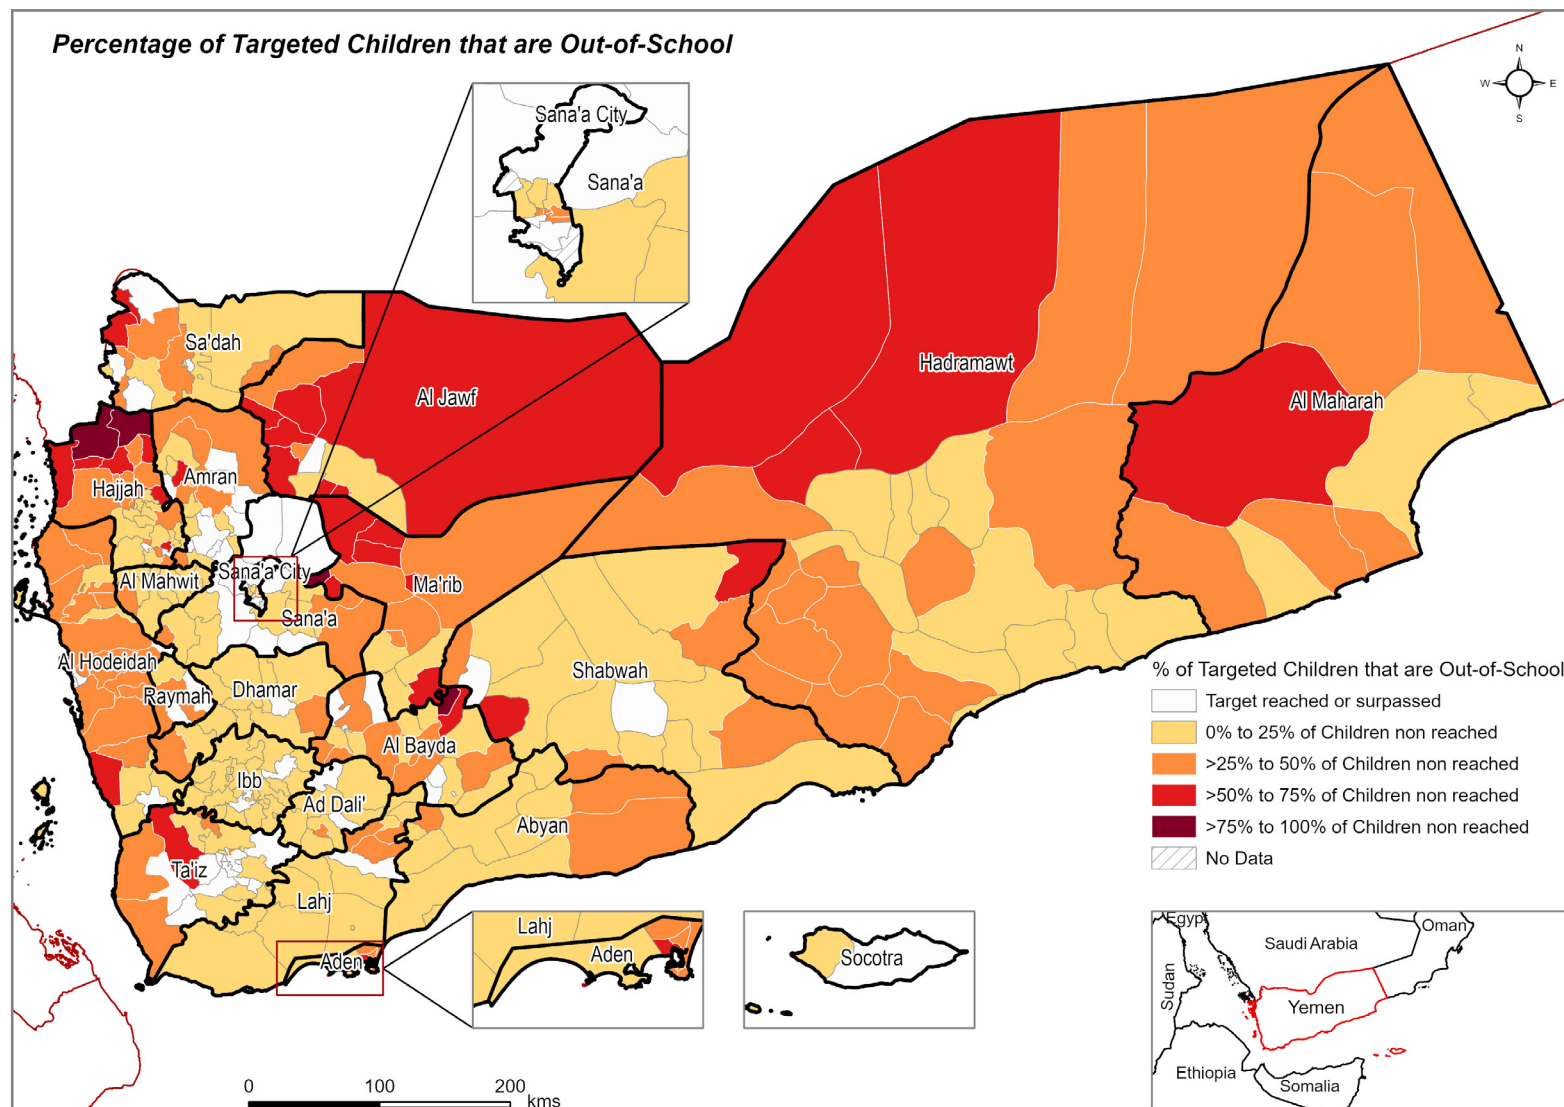 Percentage of Targeted Children that are Out-of-School
N
W E
S
Sana'a City
Sana'a
Sa'dah
Al Jawf
Hadramawt
Al Maharah
Hajjah
Amran
Al Mahwit
Sana'a City
Ma'rib
Sana'a
Al Hodeidah
Raymah
Dhamar
Shabwah
Al Bayda
Ibb
Ad Dali'
Abyan
Ta'iz
Lahj
Aden
Lahj
Aden
Socotra
% of Targeted Children that are Out-of-School
Target reached or surpassed
0% to 25% of Children non reached
>25% to 50% of Children non reached
>50% to 75% of Children non reached
>75% to 100% of Children non reached
No Data
Egypt
Saudi Arabia
Oman
Sudan
Yemen
Ethiopia
Somalia
0 100 200
kms